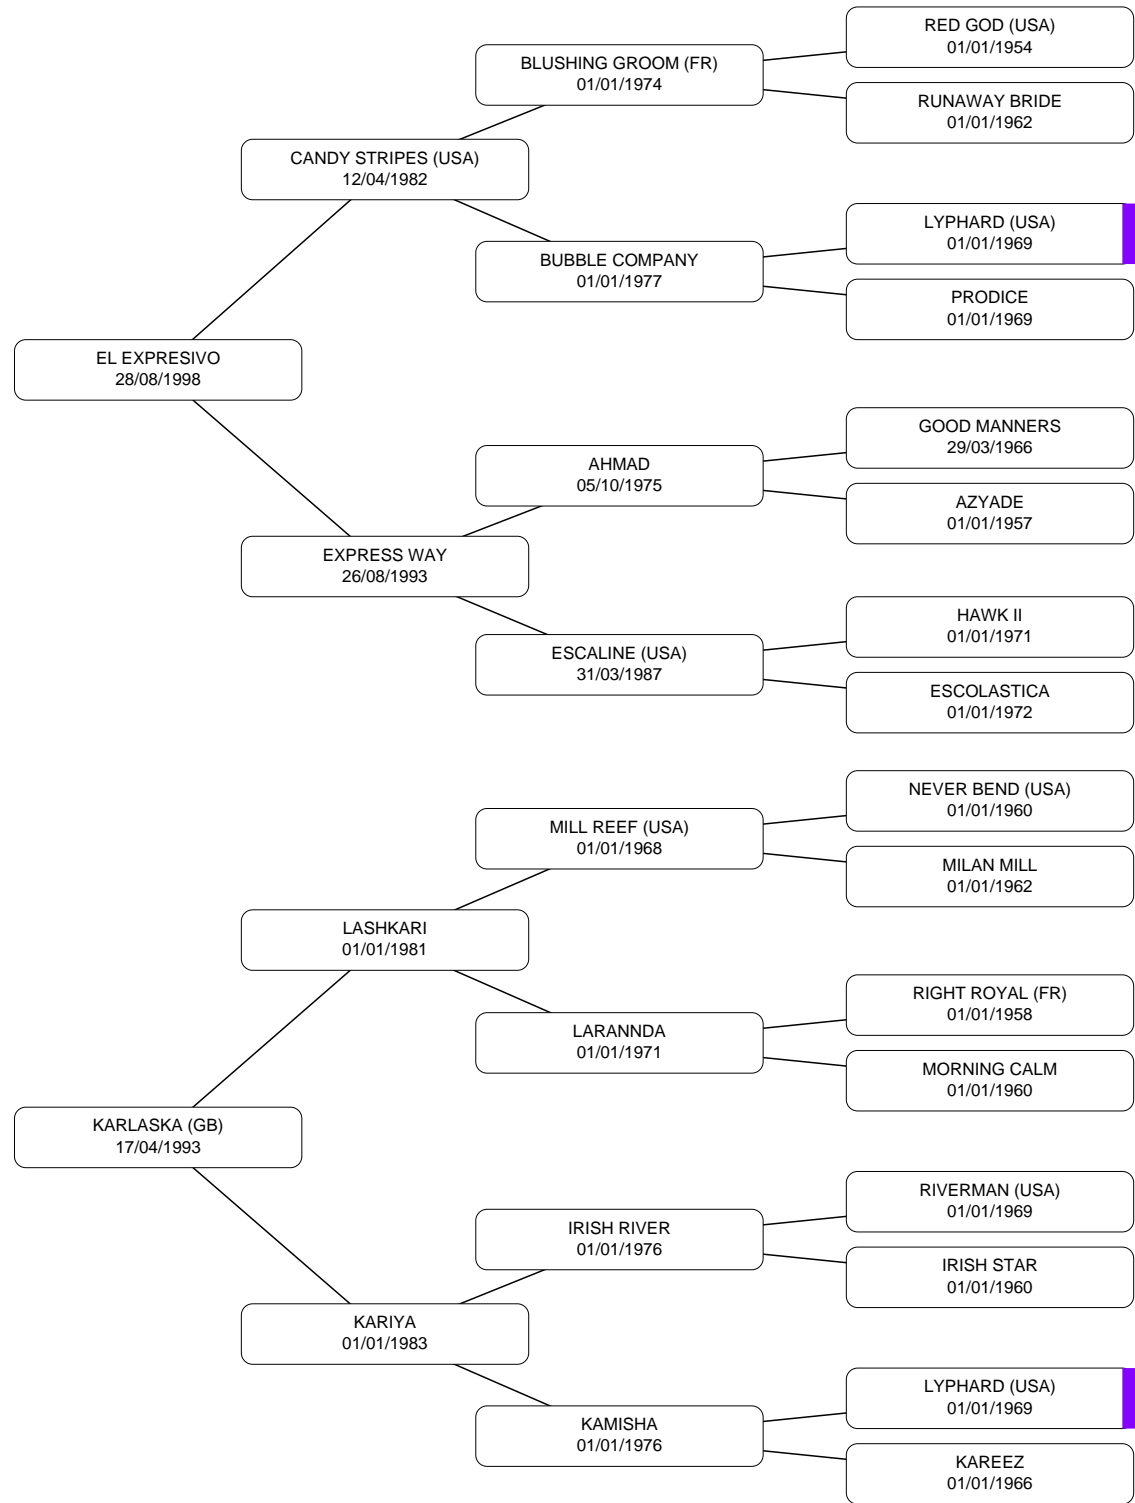 RED GOD (USA)
01/01/1954
BLUSHING GROOM (FR)
01/01/1974
RUNAWAY BRIDE
01/01/1962
CANDY STRIPES (USA)
12/04/1982
LYPHARD (USA)
01/01/1969
BUBBLE COMPANY
01/01/1977
PRODICE
01/01/1969
EL EXPRESIVO
28/08/1998
GOOD MANNERS
29/03/1966
AHMAD
05/10/1975
AZYADE
01/01/1957
EXPRESS WAY
26/08/1993
HAWK II
01/01/1971
ESCALINE (USA)
31/03/1987
ESCOLASTICA
01/01/1972
NEVER BEND (USA)
01/01/1960
MILL REEF (USA)
01/01/1968
MILAN MILL
01/01/1962
LASHKARI
01/01/1981
RIGHT ROYAL (FR)
01/01/1958
LARANNDA
01/01/1971
MORNING CALM
01/01/1960
KARLASKA (GB)
17/04/1993
RIVERMAN (USA)
01/01/1969
IRISH RIVER
01/01/1976
IRISH STAR
01/01/1960
KARIYA
01/01/1983
LYPHARD (USA)
01/01/1969
KAMISHA
01/01/1976
KAREEZ
01/01/1966